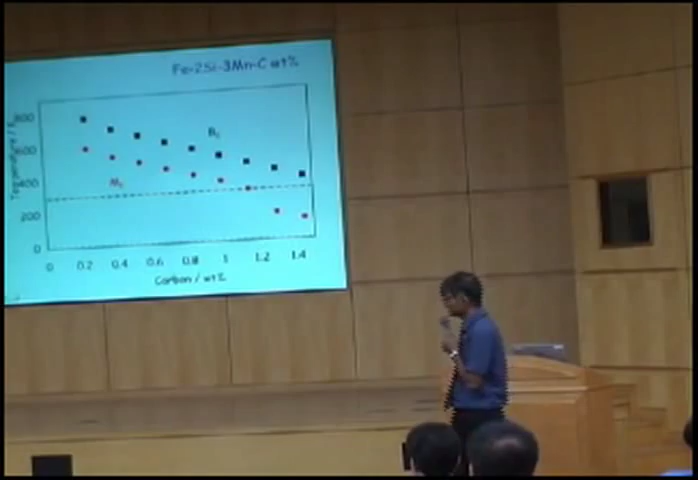 Fe-2Si-3Mn-C wt%
Temperature / K
800
600
400
200
0
BS
MS
0 0.2 0.4 0.6 0.8 1 1.2 1.4
Carbon / wt%